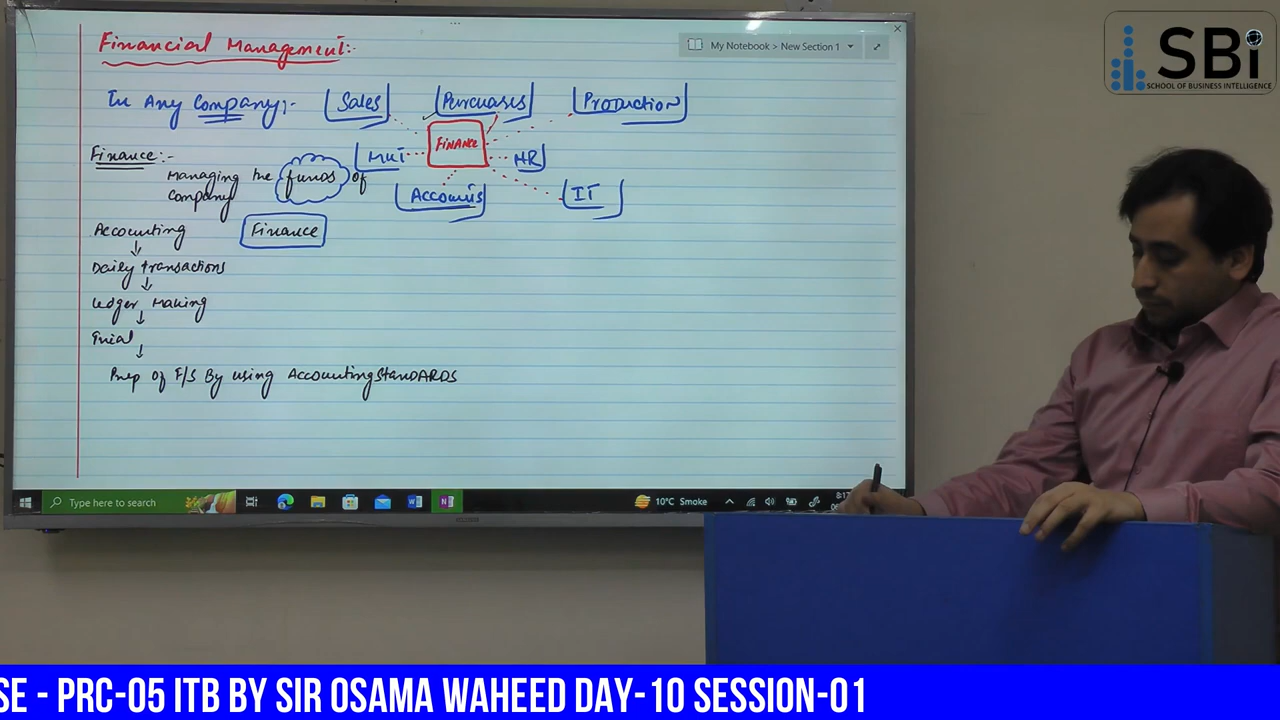 Financial Management:-
My Notebook > New Section 1
SBi
SCHOOL OF BUSINESS INTELLIGENCE
In Any Company:- Sales Purchases Production
FINANCE
Finance:-
MKT HR
Managing the funds of
company
Accounts IT
Accounting Finance
Daily transactions
Ledger Making
Trial
Prep of F/S By using Accounting StanDARDS
Type here to search
10°C Smoke
SE - PRC-05 ITB BY SIR OSAMA WAHEED DAY-10 SESSION-01